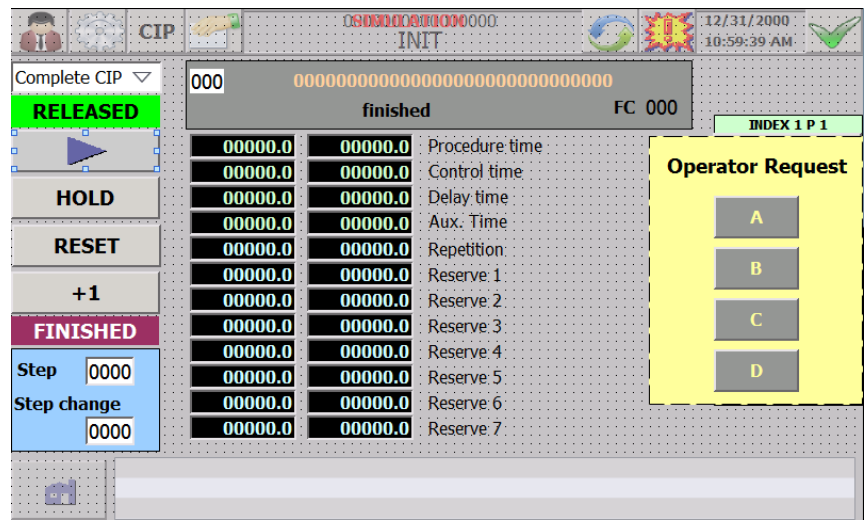 CIP
INIT
12/31/2000
10:59:39 AM
Complete CIP
RELEASED
HOLD
RESET
+1
FINISHED
Step 0000
Step change
0000
000 0000000000000000000000000000000
finished FC 000
00000.0 00000.0 Procedure time
00000.0 00000.0 Control time
00000.0 00000.0 Delay time
00000.0 00000.0 Aux. Time
00000.0 00000.0 Repetition
00000.0 00000.0 Reserve 1
00000.0 00000.0 Reserve 2
00000.0 00000.0 Reserve 3
00000.0 00000.0 Reserve 4
00000.0 00000.0 Reserve 5
00000.0 00000.0 Reserve 6
00000.0 00000.0 Reserve 7
INDEX 1 P 1
Operator Request
A
B
C
D